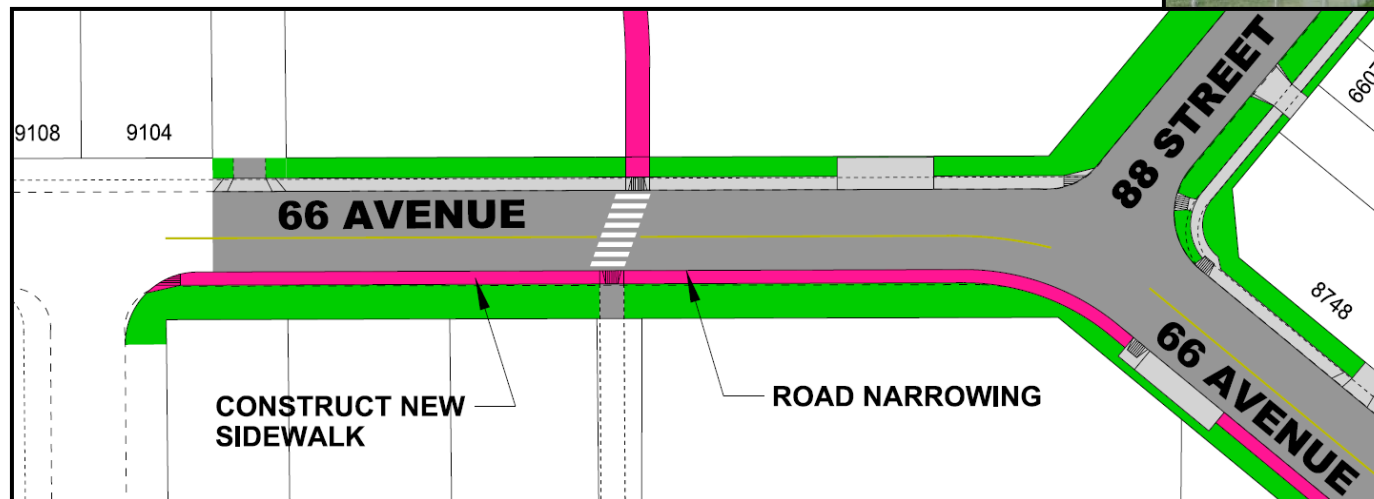 9108
9104
66 AVENUE
88 STREET
8748
66 AVENUE
CONSTRUCT NEW
SIDEWALK
ROAD NARROWING